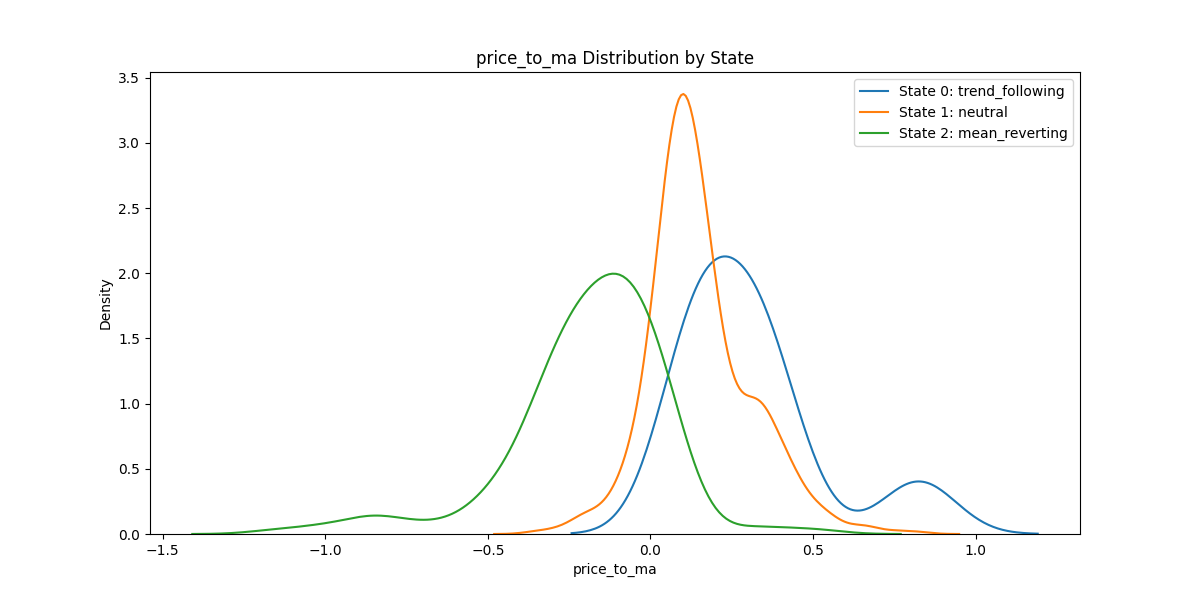 price_to_ma Distribution by State
3.5
3.0
2.5
2.0
1.5
1.0
0.5
0.0
Density
State 0: trend_following
State 1: neutral
State 2: mean_reverting
−1.5
−1.0
−0.5
0.0
0.5
1.0
price_to_ma